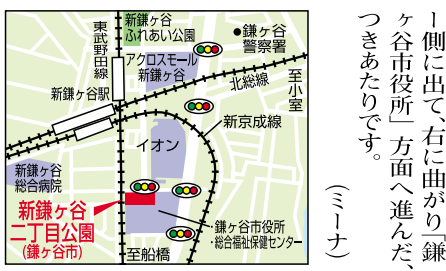 ー側に出て、右に曲がり「鎌
ヶ谷市役所」方面へ進んだ、
つきあたりです。
(ミーナ)
東武野田線
新鎌ヶ谷
ふれあい公園
●鎌ヶ谷
警察署
アクロスモール
新鎌ヶ谷
北総線
至小室
新鎌ヶ谷駅
新京成線
イオン
新鎌ヶ谷
総合病院
新鎌ヶ谷
二丁目公園
(鎌ヶ谷市)
・鎌ヶ谷市役所
・総合福祉保健センター
至船橋